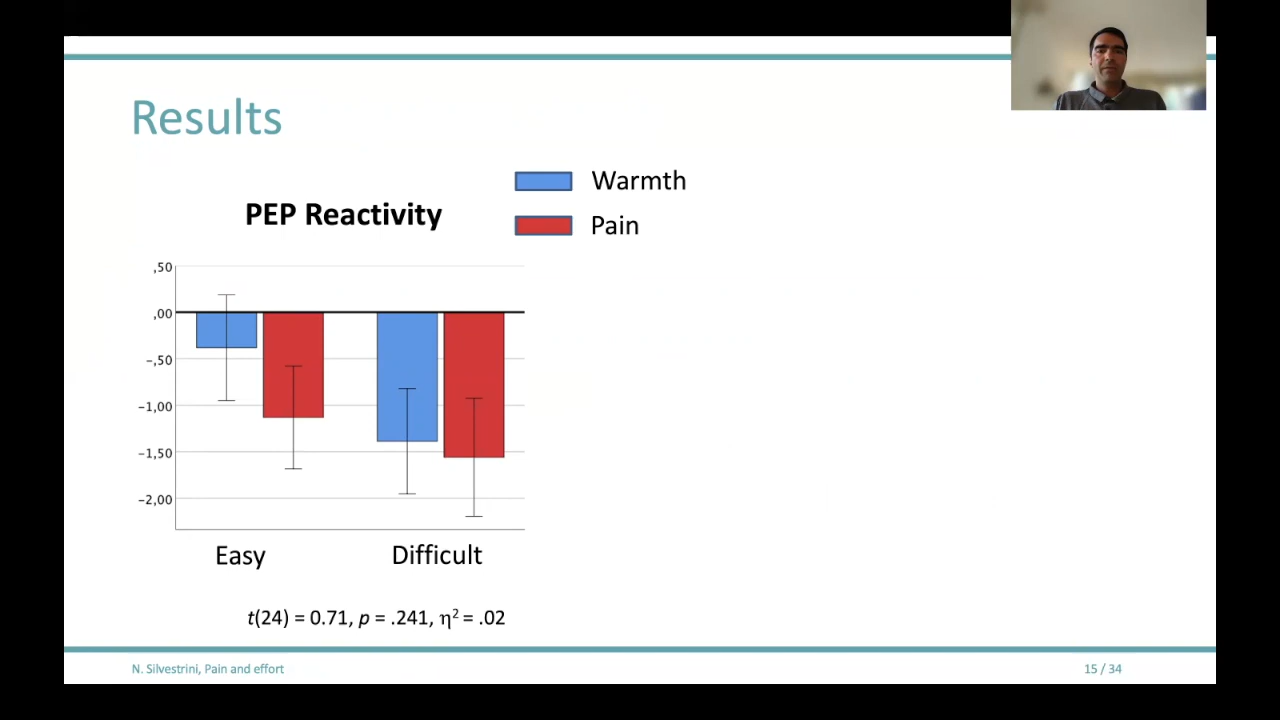 Results
Warmth
PEP Reactivity
Pain
,50
,00
−,50
−1,00
−1,50
−2,00
Easy
Difficult
t(24) = 0.71, p = .241, η² = .02
N. Silvestrini, Pain and effort
15 / 34